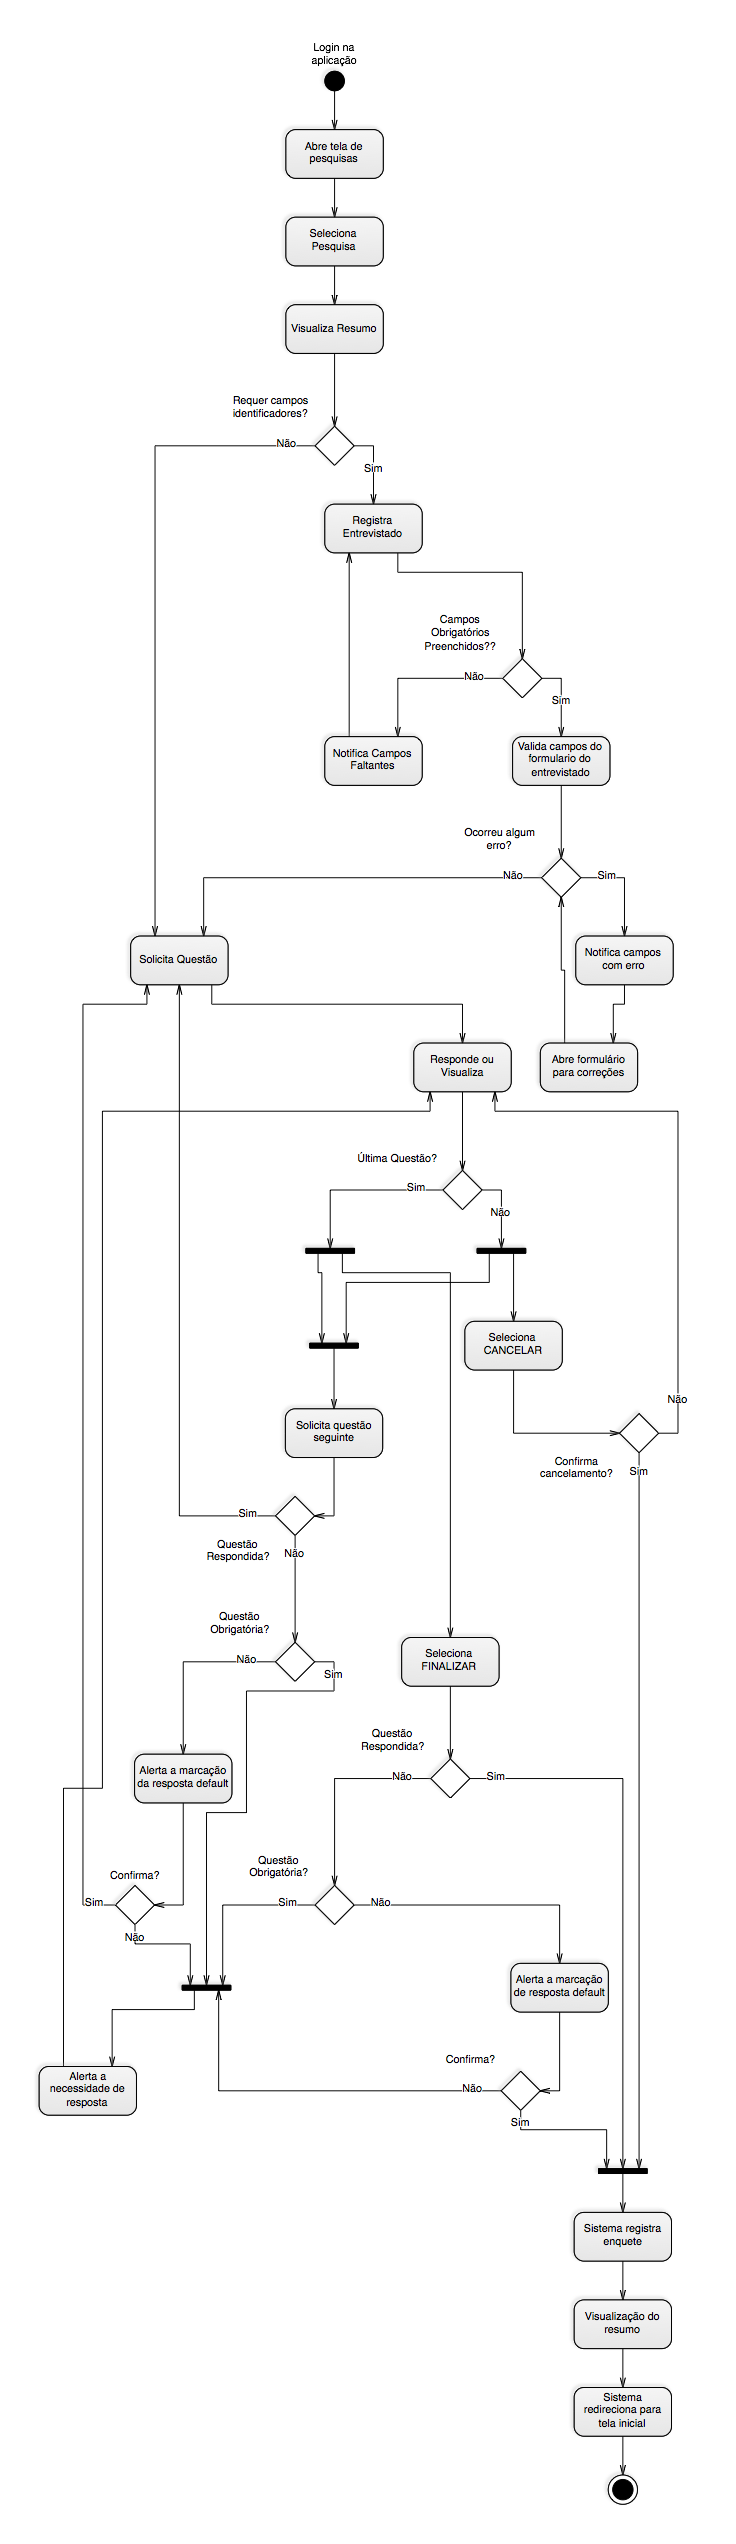 Login na
aplicação
Abre tela de
pesquisas
Seleciona
Pesquisa
Visualiza Resumo
Requer campos
identificadores?
Não
Sim
Registra
Entrevistado
Campos
Obrigatórios
Preenchidos??
Não
Sim
Notifica Campos
Faltantes
Valida campos do
formulario do
entrevistado
Ocorreu algum
erro?
Não
Sim
Solicita Questão
Notifica campos
com erro
Responde ou
Visualiza
Abre formulário
para correções
Última Questão?
Sim
Não
Seleciona
CANCELAR
Não
Solicita questão
seguinte
Confirma
cancelamento?
Sim
Sim
Questão
Respondida?
Não
Questão
Obrigatória?
Não
Sim
Seleciona
FINALIZAR
Questão
Respondida?
Não
Sim
Alerta a marcação
da resposta default
Questão
Obrigatória?
Confirma?
Sim
Não
Sim
Não
Alerta a marcação
de resposta default
Confirma?
Não
Sim
Alerta a
necessidade de
resposta
Sistema registra
enquete
Visualização do
resumo
Sistema
redireciona para
tela inicial